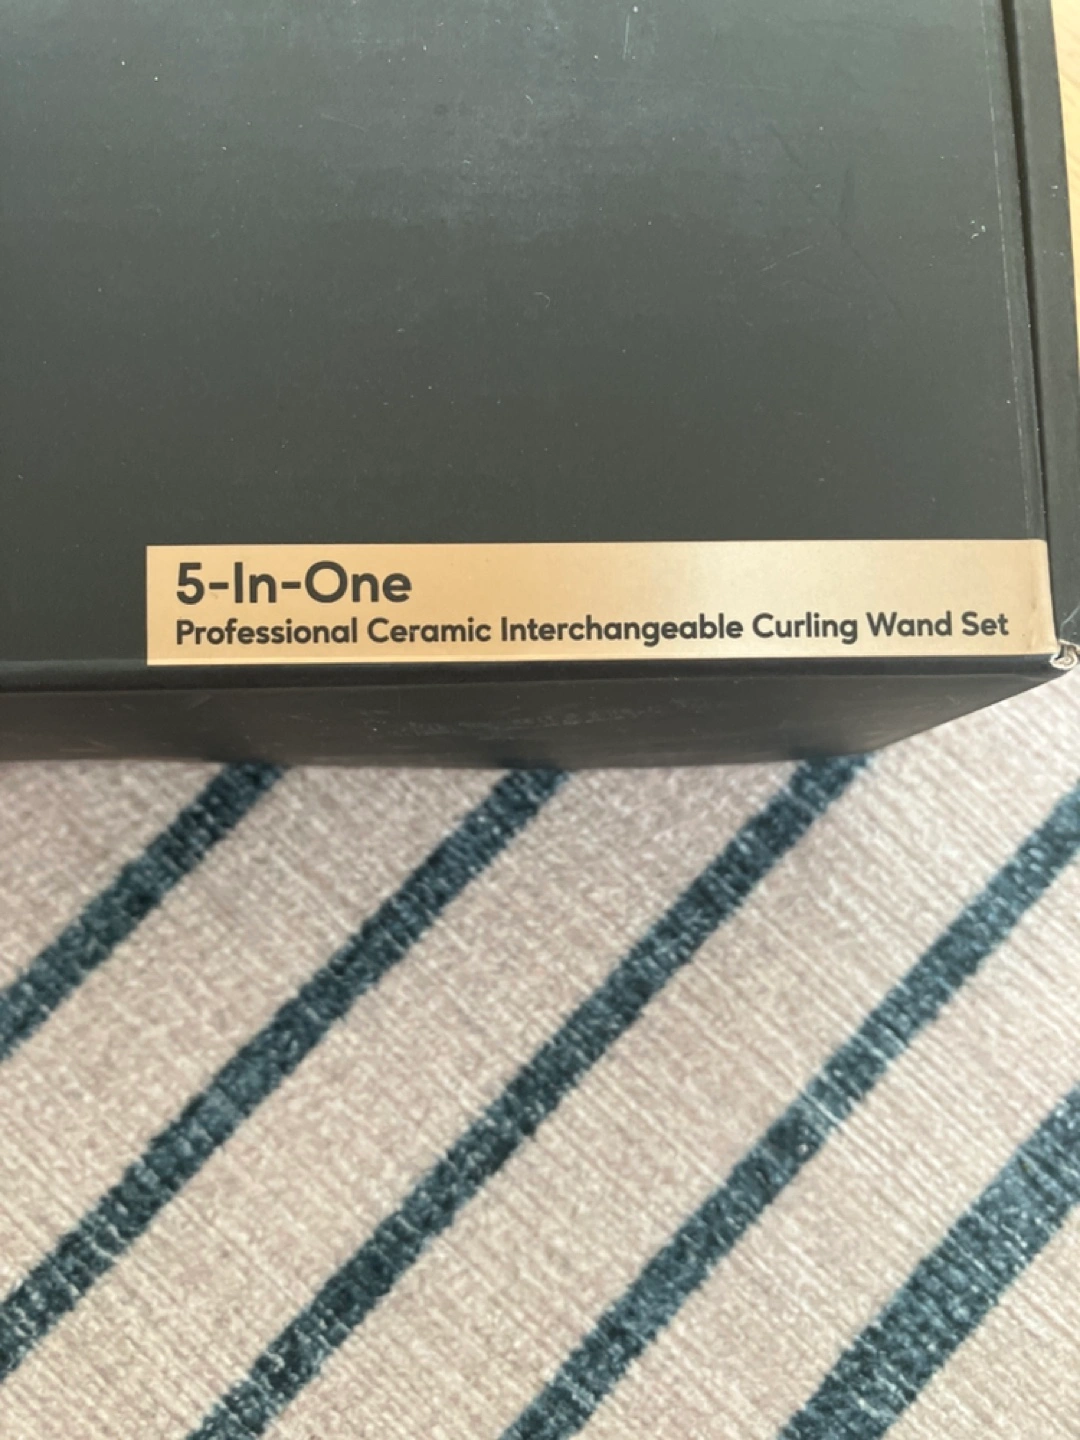 5-In-One
Professional Ceramic Interchangeable Curling Wand Set